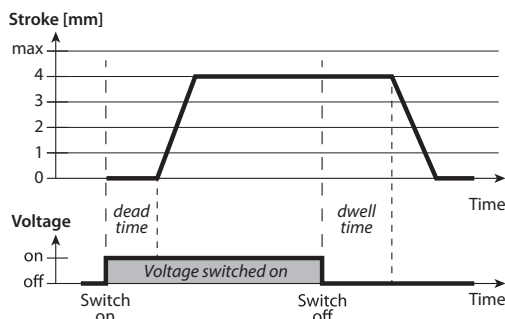 Stroke [mm]
max
4
3
2
1
0
Time
dead
time
dwell
time
Voltage
on
off
Voltage switched on
Time
Switch
on
Switch
off